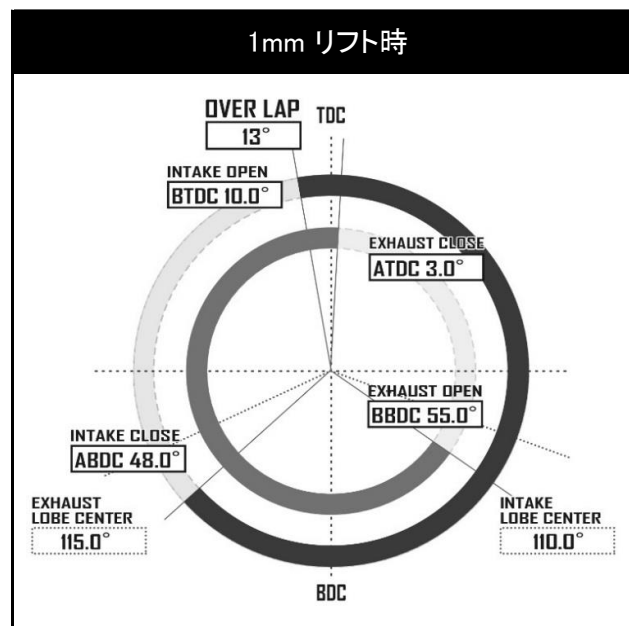 1mm リフト時
OVER LAP
13°
TDC
INTAKE OPEN
BTDC 10.0°
EXHAUST CLOSE
ATDC 3.0°
EXHAUST OPEN
BBDC 55.0°
INTAKE CLOSE
ABDC 48.0°
EXHAUST
LOBE CENTER
115.0°
INTAKE
LOBE CENTER
110.0°
BDC